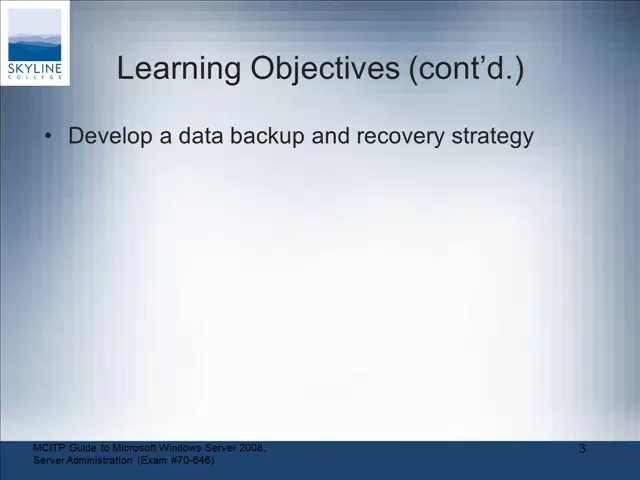 SKYLINE
COLLEGE
Learning Objectives (cont’d.)
• Develop a data backup and recovery strategy
MCITP Guide to Microsoft Windows Server 2008,
Server Administration (Exam #70-646)
3